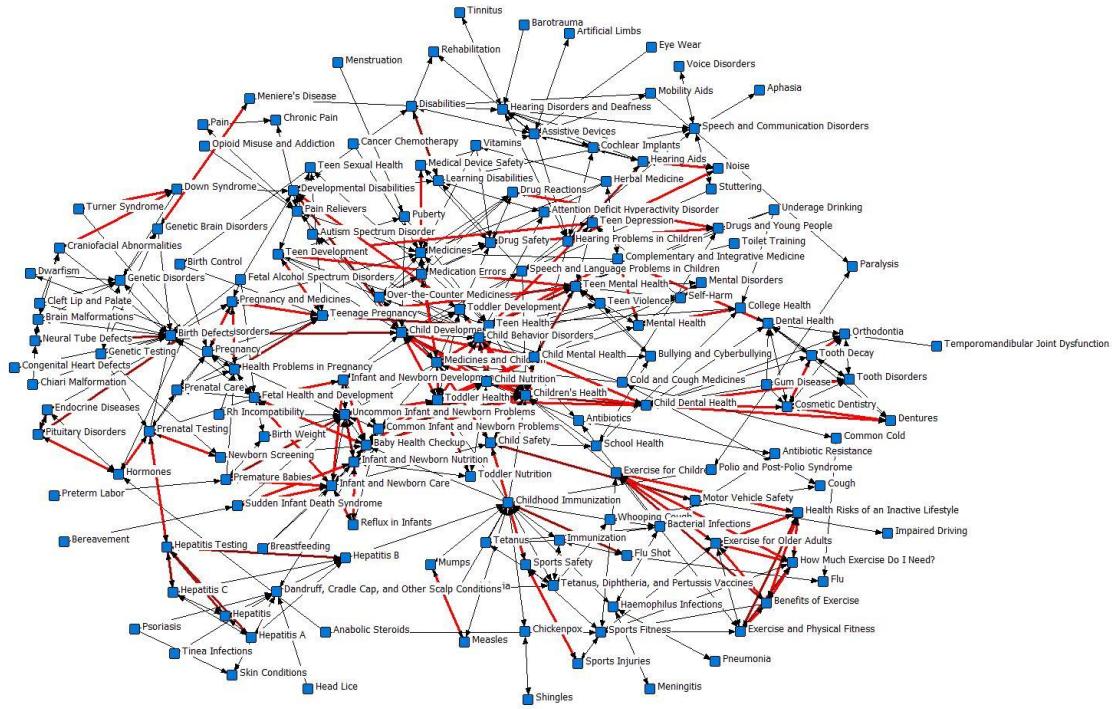 Tinnitus
Barotrauma
Artificial Limbs
Rehabilitation
Eye Wear
Menstruation
Voice Disorders
Meniere's Disease
Disabilities
Mobility Aids
Aphasia
Hearing Disorders and Deafness
Pain
Chronic Pain
Speech and Communication Disorders
Assistive Devices
Opioid Misuse and Addiction
Cancer Chemotherapy
Vitamins
Cochlear Implants
Teen Sexual Health
Medical Device Safety
Hearing Aids
Noise
Down Syndrome
Developmental Disabilities
Learning Disabilities
Herbal Medicine
Drug Reactions
Stuttering
Turner Syndrome
Pain Relievers
Puberty
Attention Deficit Hyperactivity Disorder
Underage Drinking
Genetic Brain Disorders
Autism Spectrum Disorder
Teen Depression
Drugs and Young People
Craniofacial Abnormalities
Teen Development
Medicines
Drug Safety
Hearing Problems in Children
Toilet Training
Birth Control
Complementary and Integrative Medicine
Paralysis
Dwarfism
Genetic Disorders
Fetal Alcohol Spectrum Disorders
Medication Errors
Speech and Language Problems in Children
Mental Disorders
Teen Mental Health
Cleft Lip and Palate
Pregnancy and Medicines
Over-the-Counter Medicines
Self-Harm
Teen Violence
College Health
Brain Malformations
Teenage Pregnancy
Toddler Development
Teen Health
Mental Health
Dental Health
Neural Tube Defects
Birth Defects
isorders
Child Develop
Child Behavior Disorders
Orthodontia
Temporomandibular Joint Dysfunction
Genetic Testing
Pregnancy
Child Mental Health
Bullying and Cyberbullying
Tooth Decay
Congenital Heart Defects
Health Problems in Pregnancy
Medicines and Chil
Chiari Malformation
Prenatal Care
Infant and Newborn Develop
Child Nutrition
Cold and Cough Medicines
Gum Disease
Tooth Disorders
Fetal Health and Development
Toddler Health
Children's Health
Child Dental Health
Cosmetic Dentistry
Endocrine Diseases
Rh Incompatibility
Uncommon Infant and Newborn Problems
Antibiotics
Dentures
Pituitary Disorders
Prenatal Testing
Birth Weight
Common Infant and Newborn Problems
Common Cold
Baby Health Checkup
Child Safety
School Health
Antibiotic Resistance
Newborn Screening
Infant and Newborn Nutrition
Hormones
Premature Babies
Toddler Nutrition
Exercise for Childre
Polio and Post-Polio Syndrome
Infant and Newborn Care
Cough
Preterm Labor
Sudden Infant Death Syndrome
Childhood Immunization
Motor Vehicle Safety
Health Risks of an Inactive Lifestyle
Reflux in Infants
Whooping Cough
Bacterial Infections
Impaired Driving
Bereavement
Hepatitis Testing
Breastfeeding
Tetanus
Immunization
Exercise for Older Adults
Hepatitis B
Flu Shot
Mumps
Sports Safety
How Much Exercise Do I Need?
Flu
Hepatitis C
Dandruff, Cradle Cap, and Other Scalp Conditions
ia
Tetanus, Diphtheria, and Pertussis Vaccines
Haemophilus Infections
Benefits of Exercise
Hepatitis
Psoriasis
Hepatitis A
Anabolic Steroids
Measles
Chickenpox
Sports Fitness
Exercise and Physical Fitness
Tinea Infections
Sports Injuries
Pneumonia
Skin Conditions
Head Lice
Shingles
Meningitis